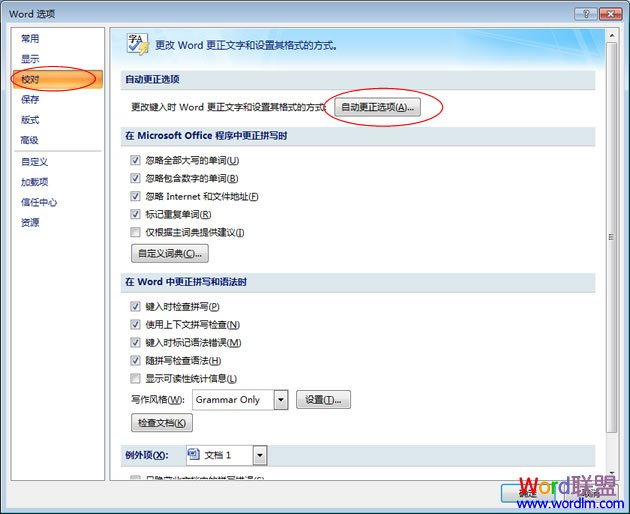 Word 选项
常用
显示
校对
保存
版式
高级
自定义
加载项
信任中心
资源
更改 Word 更正文字和设置其格式的方式。
自动更正选项
更改键入时 Word 更正文字和设置其格式的方式: 自动更正选项(A)...
在 Microsoft Office 程序中更正拼写时
忽略全部大写的单词(U)
忽略包含数字的单词(B)
忽略 Internet 和文件地址(F)
标记重复单词(R)
仅根据主词典提供建议(I)
自定义词典(C)...
在 Word 中更正拼写和语法时
键入时检查拼写(P)
使用上下文拼写检查(N)
键入时标记语法错误(M)
随拼写检查语法(H)
显示可读性统计信息(L)
写作风格(W): Grammar Only 设置(T)...
检查文档(K)
例外项(X): 文档 1
Word联盟
www.wordlm.com